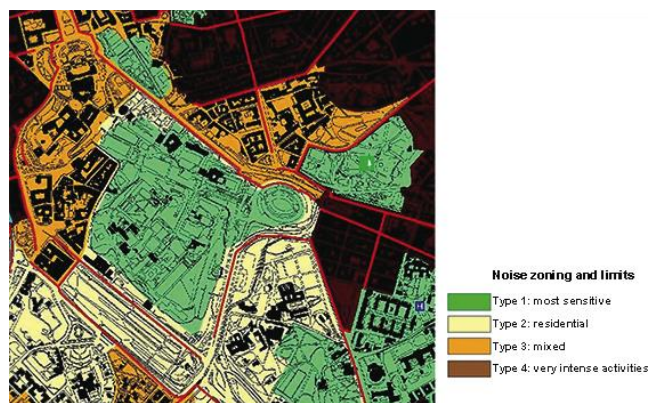 Noise zoning and limits
Type 1: most sensitive
Type 2: residential
Type 3: mixed
Type 4: very intense activities